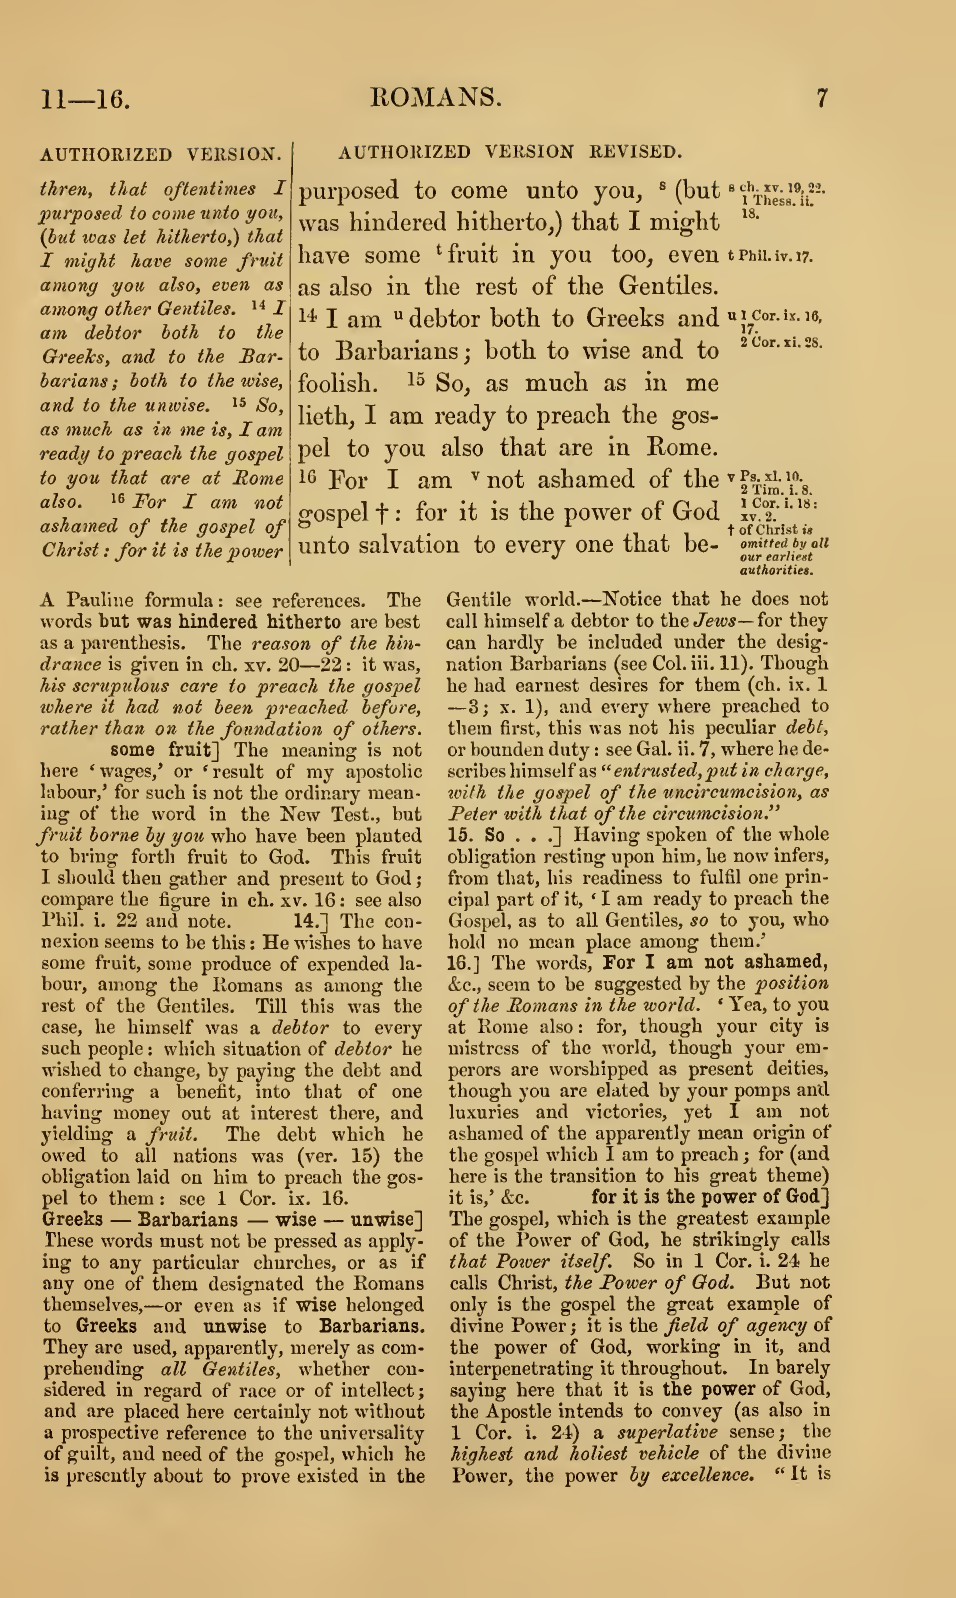 11—16.
ROMANS.
7
AUTHORIZED VERSION.
thren, that oftentimes I
purposed to come unto you,
(but was let hitherto,) that
I might have some fruit
among you also, even as
among other Gentiles. 14 I
am debtor both to the
Greeks, and to the Bar-
barians; both to the wise,
and to the unwise. 15 So,
as much as in me is, I am
ready to preach the gospel
to you that are at Rome
also. 16 For I am not
ashamed of the gospel of
Christ: for it is the power
AUTHORIZED VERSION REVISED.
purposed to come unto you, s (but
was hindered hitherto,) that I might
have some t fruit in you too, even
as also in the rest of the Gentiles.
14 I am u debtor both to Greeks and
to Barbarians; both to wise and to
foolish. 15 So, as much as in me
lieth, I am ready to preach the gos-
pel to you also that are in Rome.
16 For I am v not ashamed of the
gospel †: for it is the power of God
unto salvation to every one that be-
s ch. xv. 19, 22.
1 Thess. ii.
18.
t Phil. iv. 17.
u 1 Cor. ix. 16,
17.
2 Cor. xi. 28.
v Ps. xl. 10.
2 Tim. i. 8.
1 Cor. i. 18:
xv. 2.
† of Christ is
omitted by all
our earliest
authorities.
A Pauline formula: see references. The
words but was hindered hitherto are best
as a parenthesis. The reason of the hin-
drance is given in ch. xv. 20—22: it was,
his scrupulous care to preach the gospel
where it had not been preached before,
rather than on the foundation of others.
some fruit] The meaning is not
here ‘wages,’ or ‘result of my apostolic
labour,’ for such is not the ordinary mean-
ing of the word in the New Test., but
fruit borne by you who have been planted
to bring forth fruit to God. This fruit
I should then gather and present to God;
compare the figure in ch. xv. 16: see also
Phil. i. 22 and note. 14.] The con-
nexion seems to be this: He wishes to have
some fruit, some produce of expended la-
bour, among the Romans as among the
rest of the Gentiles. Till this was the
case, he himself was a debtor to every
such people: which situation of debtor he
wished to change, by paying the debt and
conferring a benefit, into that of one
having money out at interest there, and
yielding a fruit. The debt which he
owed to all nations was (ver. 15) the
obligation laid on him to preach the gos-
pel to them: see 1 Cor. ix. 16.
Greeks — Barbarians — wise — unwise]
These words must not be pressed as apply-
ing to any particular churches, or as if
any one of them designated the Romans
themselves,—or even as if wise belonged
to Greeks and unwise to Barbarians.
They are used, apparently, merely as com-
prehending all Gentiles, whether con-
sidered in regard of race or of intellect;
and are placed here certainly not without
a prospective reference to the universality
of guilt, and need of the gospel, which he
is presently about to prove existed in the
Gentile world.—Notice that he does not
call himself a debtor to the Jews—for they
can hardly be included under the desig-
nation Barbarians (see Col. iii. 11). Though
he had earnest desires for them (ch. ix. 1
—3; x. 1), and every where preached to
them first, this was not his peculiar debt,
or bounden duty: see Gal. ii. 7, where he de-
scribes himself as “entrusted, put in charge,
with the gospel of the uncircumcision, as
Peter with that of the circumcision.”
15. So . . .] Having spoken of the whole
obligation resting upon him, he now infers,
from that, his readiness to fulfil one prin-
cipal part of it, ‘I am ready to preach the
Gospel, as to all Gentiles, so to you, who
hold no mean place among them.’
16.] The words, For I am not ashamed,
&c., seem to be suggested by the position
of the Romans in the world. ‘Yea, to you
at Rome also: for, though your city is
mistress of the world, though your em-
perors are worshipped as present deities,
though you are elated by your pomps and
luxuries and victories, yet I am not
ashamed of the apparently mean origin of
the gospel which I am to preach; for (and
here is the transition to his great theme)
it is,’ &c. for it is the power of God]
The gospel, which is the greatest example
of the Power of God, he strikingly calls
that Power itself. So in 1 Cor. i. 24 he
calls Christ, the Power of God. But not
only is the gospel the great example of
divine Power; it is the field of agency of
the power of God, working in it, and
interpenetrating it throughout. In barely
saying here that it is the power of God,
the Apostle intends to convey (as also in
1 Cor. i. 24) a superlative sense; the
highest and holiest vehicle of the divine
Power, the power by excellence. “It is